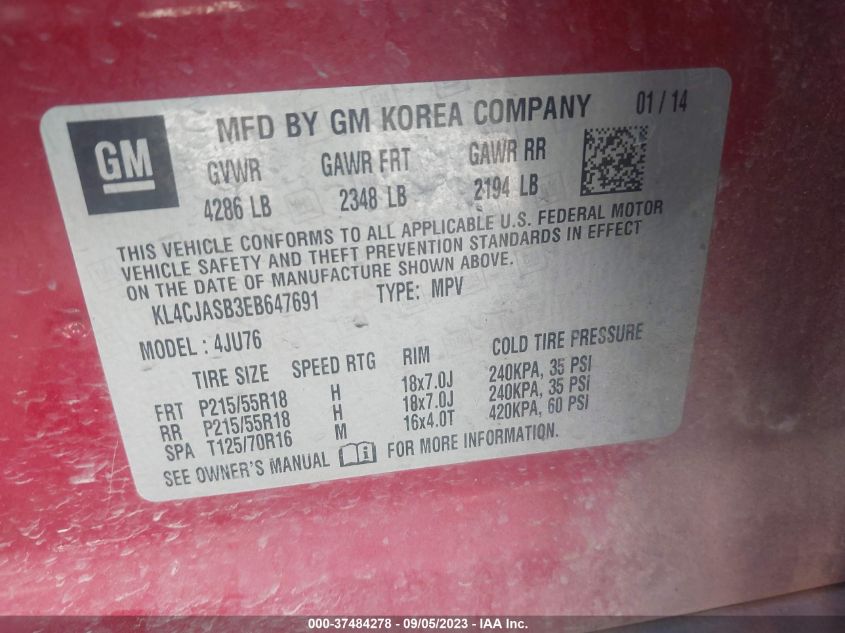 GM
MFD BY GM KOREA COMPANY 01 / 14
GVWR GAWR FRT GAWR RR
4286 LB 2348 LB 2194 LB
THIS VEHICLE CONFORMS TO ALL APPLICABLE U.S. FEDERAL MOTOR
VEHICLE SAFETY AND THEFT PREVENTION STANDARDS IN EFFECT
ON THE DATE OF MANUFACTURE SHOWN ABOVE.
KL4CJASB3EB647691 TYPE: MPV
MODEL : 4JU76
TIRE SIZE SPEED RTG RIM COLD TIRE PRESSURE
FRT P215/55R18 H 18x7.0J 240KPA, 35 PSI
RR P215/55R18 H 18x7.0J 240KPA, 35 PSI
SPA T125/70R16 M 16x4.0T 420KPA, 60 PSI
SEE OWNER'S MANUAL FOR MORE INFORMATION.
000-37484278 - 09/05/2023 - IAA Inc.